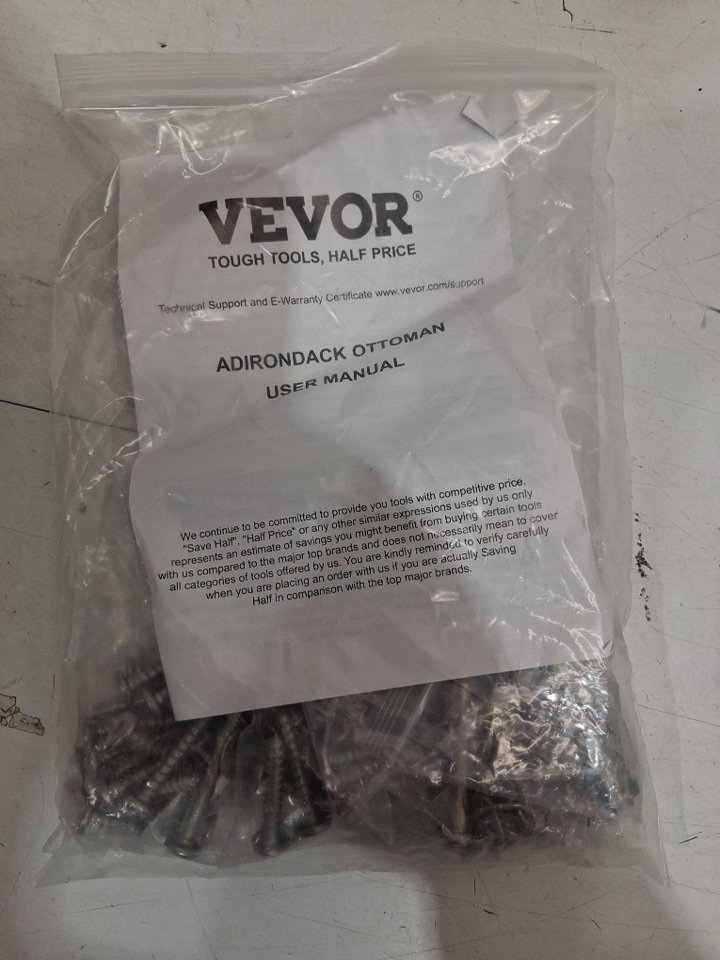 VEVOR®
TOUGH TOOLS, HALF PRICE
Technical Support and E-Warranty Certificate www.vevor.com/support
ADIRONDACK OTTOMAN
USER MANUAL
We continue to be committed to provide you tools with competitive price.
"Save Half", "Half Price" or any other similar expressions used by us only
represents an estimate of savings you might benefit from buying certain tools
with us compared to the major top brands and does not necessarily mean to cover
all categories of tools offered by us. You are kindly reminded to verify carefully
when you are placing an order with us if you are actually Saving
Half in comparison with the top major brands.